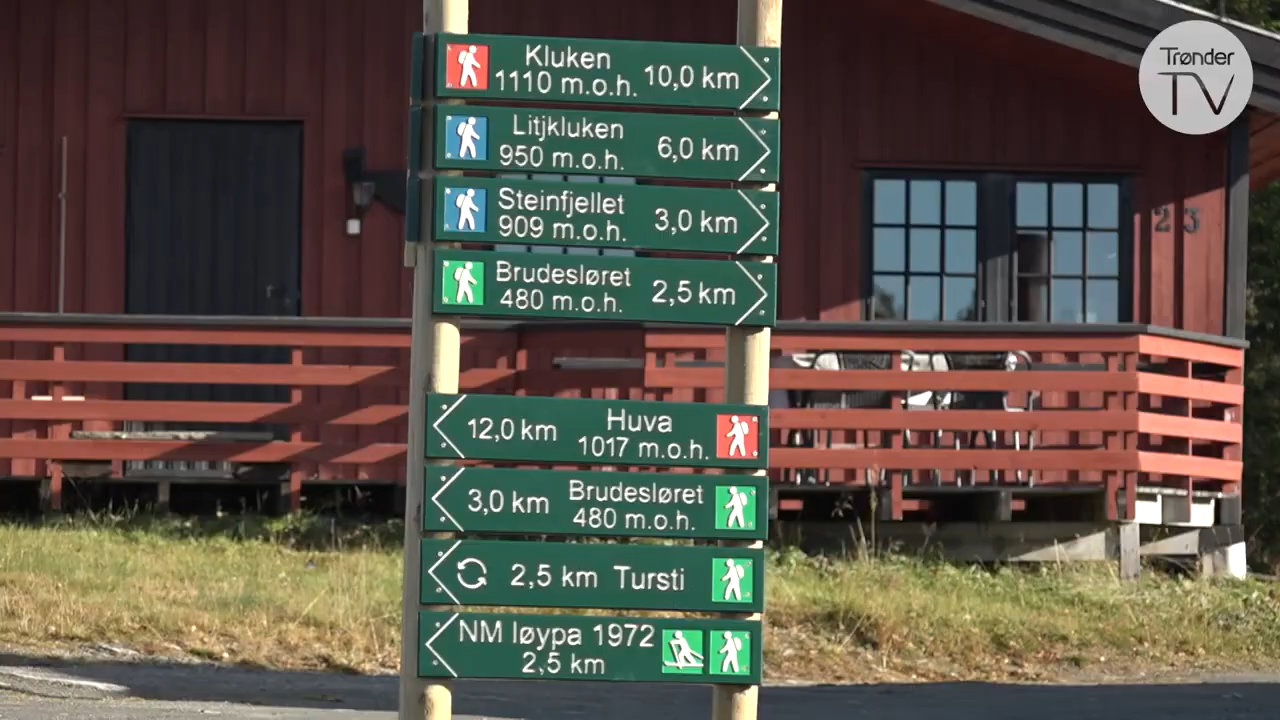 Kluken
1110 m.o.h. 10,0 km
Litjkluken
950 m.o.h. 6,0 km
Steinfjellet
909 m.o.h. 3,0 km
Brudesløret
480 m.o.h. 2,5 km
12,0 km Huva
1017 m.o.h.
3,0 km Brudesløret
480 m.o.h.
2,5 km Tursti
NM løypa 1972
2,5 km
23
Trønder
TV